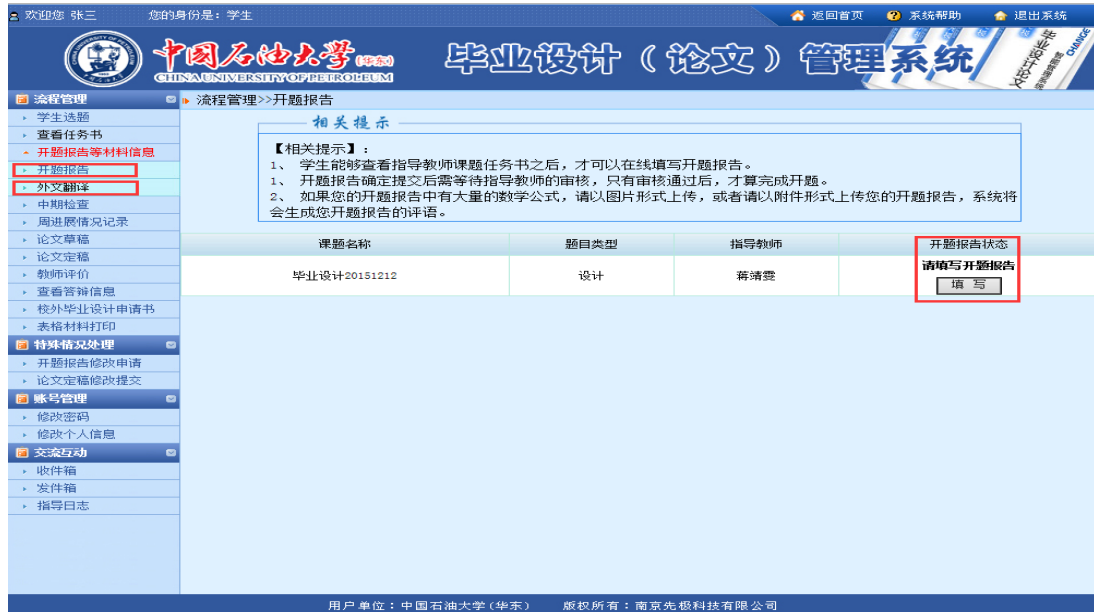 欢迎您 张三 您的身份是：学生 返回首页 系统帮助 退出系统
中国石油大学(华东)
CHINA UNIVERSITY OF PETROLEUM
毕业设计（论文）管理系统
流程管理
学生选题
查看任务书
开题报告等材料信息
开题报告
外文翻译
中期检查
周进展情况记录
论文草稿
论文定稿
教师评价
查看答辩信息
校外毕业设计申请书
表格材料打印
特殊情况处理
开题报告修改申请
论文定稿修改提交
账号管理
修改密码
修改个人信息
交流互动
收件箱
发件箱
指导日志
流程管理>>开题报告
相关提示
【相关提示】：
1、 学生能够查看指导教师课题任务书之后，才可以在线填写开题报告。
1、 开题报告确定提交后需等待指导教师的审核，只有审核通过后，才算完成开题。
2、 如果您的开题报告中有大量的数学公式，请以图片形式上传，或者请以附件形式上传您的开题报告，系统将
会生成您开题报告的评语。
课题名称 题目类型 指导教师 开题报告状态
毕业设计20151212 设计 蒋靖雯 请填写开题报告
填 写
用户单位：中国石油大学(华东) 版权所有：南京先极科技有限公司